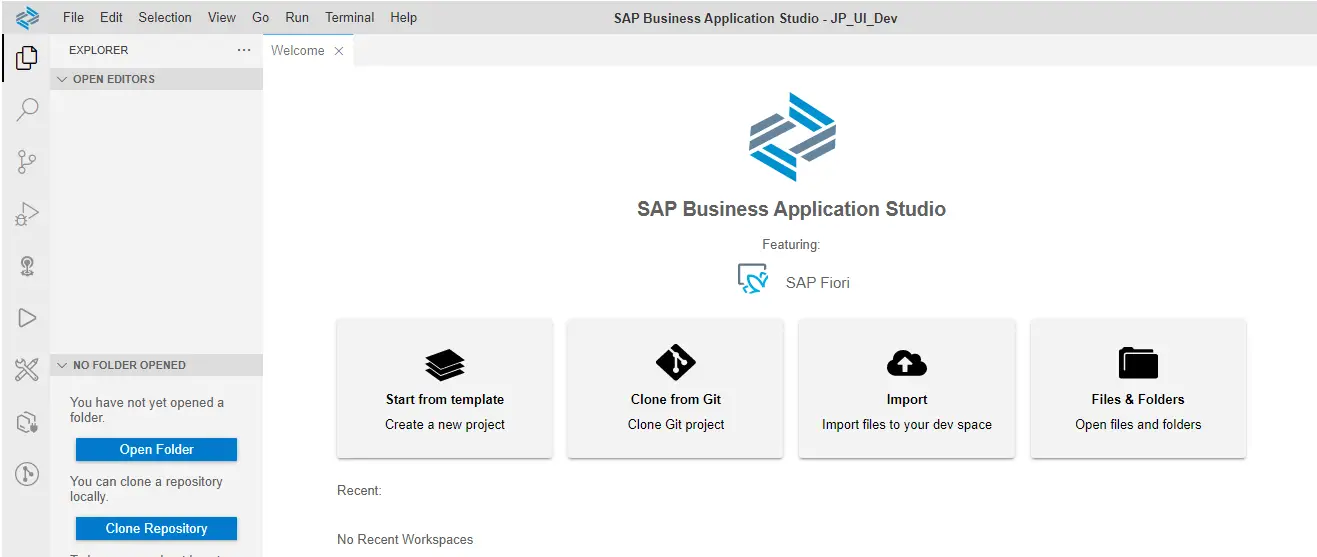 File Edit Selection View Go Run Terminal Help
SAP Business Application Studio - JP_UI_Dev
EXPLORER
Welcome
OPEN EDITORS
SAP Business Application Studio
Featuring:
SAP Fiori
Start from template
Create a new project
Clone from Git
Clone Git project
Import
Import files to your dev space
Files & Folders
Open files and folders
NO FOLDER OPENED
You have not yet opened a
folder.
Open Folder
You can clone a repository
locally.
Clone Repository
Recent:
No Recent Workspaces